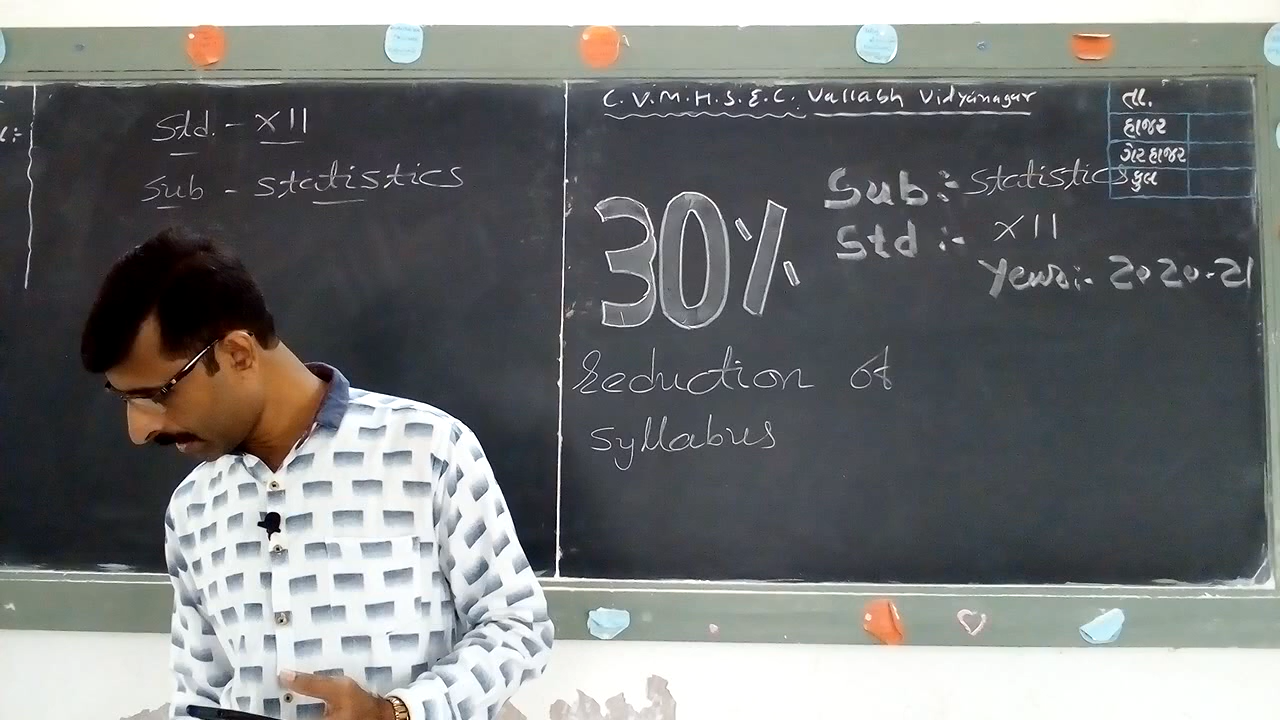 Std. - XII
Sub - Statistics
C.V.M.H.S.E.C. Vallabh Vidyanagar
તા.
હાજર
ગેરહાજર
કુલ
Sub :- Statistics
Std :- XII
Year:- 2020-21
30%
Reduction of
Syllabus